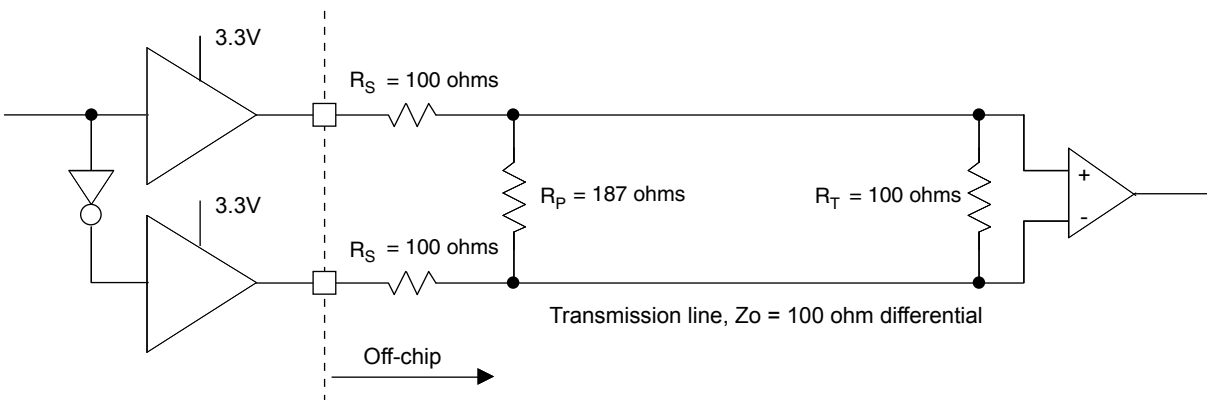 3.3V
R_S = 100 ohms
+
R_P = 187 ohms
R_T = 100 ohms
3.3V
-
R_S = 100 ohms
Transmission line, Zo = 100 ohm differential
Off-chip